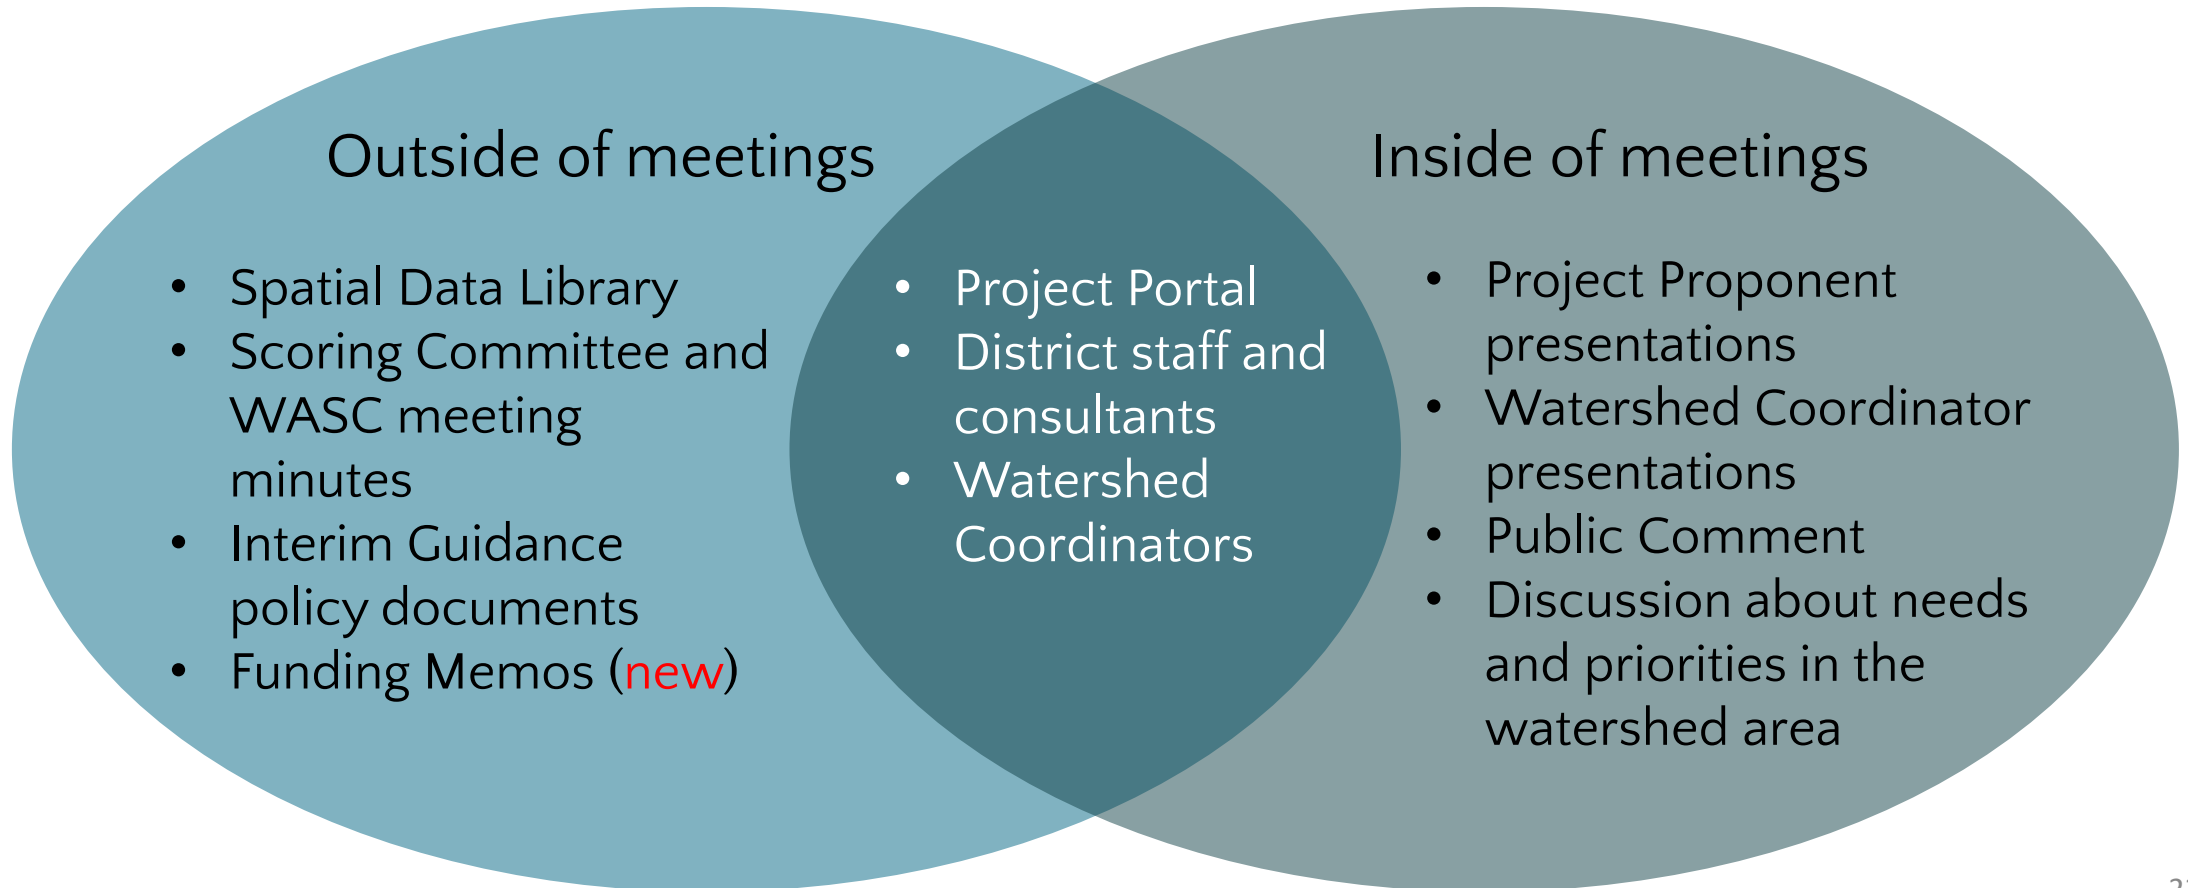 Outside of meetings
• Spatial Data Library
• Scoring Committee and
WASC meeting
minutes
• Interim Guidance
policy documents
• Funding Memos (new)
• Project Portal
• District staff and
consultants
• Watershed
Coordinators
Inside of meetings
• Project Proponent
presentations
• Watershed Coordinator
presentations
• Public Comment
• Discussion about needs
and priorities in the
watershed area